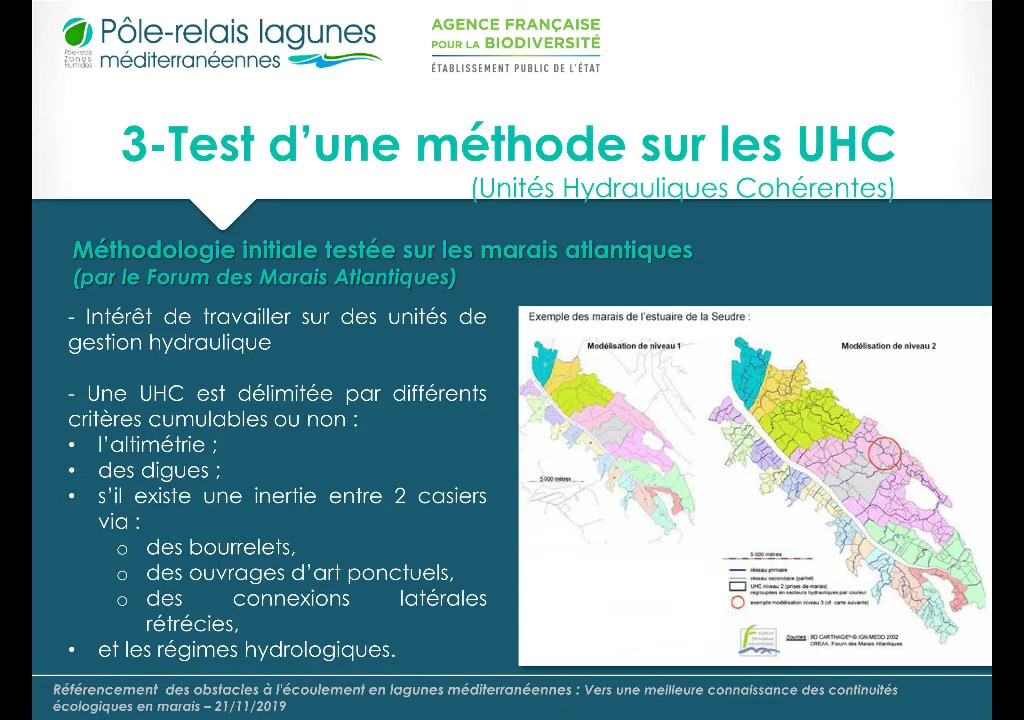 Pôle-relais lagunes
méditerranéennes
Pôle-relais
Zones
Humides
AGENCE FRANÇAISE
POUR LA BIODIVERSITÉ
ÉTABLISSEMENT PUBLIC DE L'ÉTAT
3-Test d'une méthode sur les UHC
(Unités Hydrauliques Cohérentes)
Méthodologie initiale testée sur les marais atlantiques
(par le Forum des Marais Atlantiques)
- Intérêt de travailler sur des unités de
gestion hydraulique
- Une UHC est délimitée par différents
critères cumulables ou non :
• l'altimétrie ;
• des digues ;
• s'il existe une inertie entre 2 casiers
via :
o des bourrelets,
o des ouvrages d'art ponctuels,
o des connexions latérales
rétrécies,
• et les régimes hydrologiques.
Exemple des marais de l'estuaire de la Seudre :
Modélisation de niveau 1
Modélisation de niveau 2
5 000 mètres
5 000 mètres
réseau primaire
réseau secondaire (partiel)
UHC niveau 2 (prises de marais)
regroupées en secteurs hydrauliques par couleur
exemple modélisation niveau 3 (cf. carte suivante)
Sources : BD CARTHAGE® © IGN-MEDD 2002
CREAA, Forum des Marais Atlantiques
Référencement des obstacles à l'écoulement en lagunes méditerranéennes : Vers une meilleure connaissance des continuités
écologiques en marais – 21/11/2019